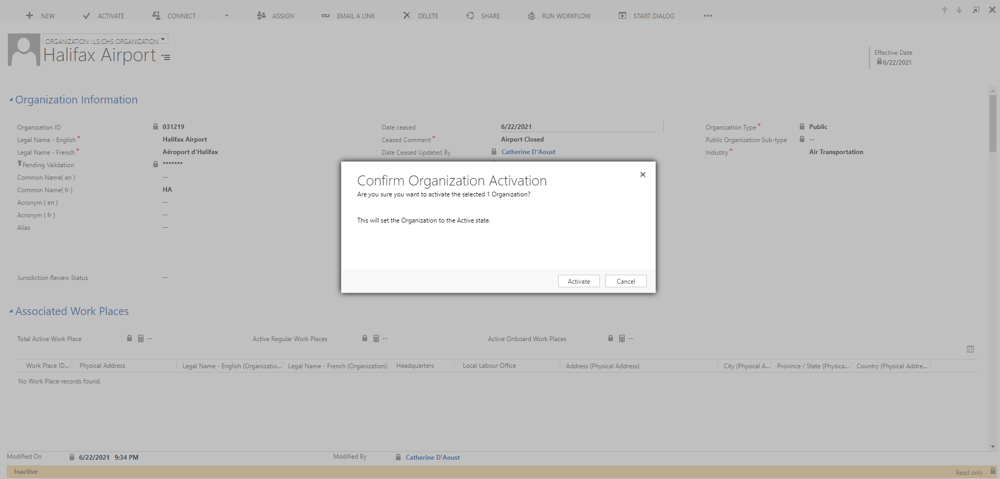 NEW ACTIVATE CONNECT ASSIGN EMAIL A LINK DELETE SHARE RUN WORKFLOW START DIALOG •••
ORGANIZATION : LS/OHS ORGANIZATION
Halifax Airport
Effective Date
6/22/2021
Organization Information
Organization ID 031219
Legal Name - English * Halifax Airport
Legal Name - French * Aéroport d'Halifax
Pending Validation *******
Common Name( en ) --
Common Name( fr ) HA
Acronym ( en ) --
Acronym ( fr ) --
Alias --
Jurisdiction Review Status --
Date ceased 6/22/2021
Ceased Comment * Airport Closed
Date Ceased Updated By Catherine D'Aoust
Organization Type * Public
Public Organization Sub-type --
Industry * Air Transportation
Confirm Organization Activation
Are you sure you want to activate the selected 1 Organization?
This will set the Organization to the Active state.
Activate Cancel
Associated Work Places
Total Active Work Place -- Active Regular Work Places -- Active Onboard Work Places --
Work Place ID... Physical Address Legal Name - English (Organizatio... Legal Name - French (Organization) Headquarters Local Labour Office Address (Physical Address) City (Physical A... Province / State (Physica... Country (Physical Addre...
No Work Place records found.
Modified On 6/22/2021 9:34 PM Modified By Catherine D'Aoust
Inactive Read only